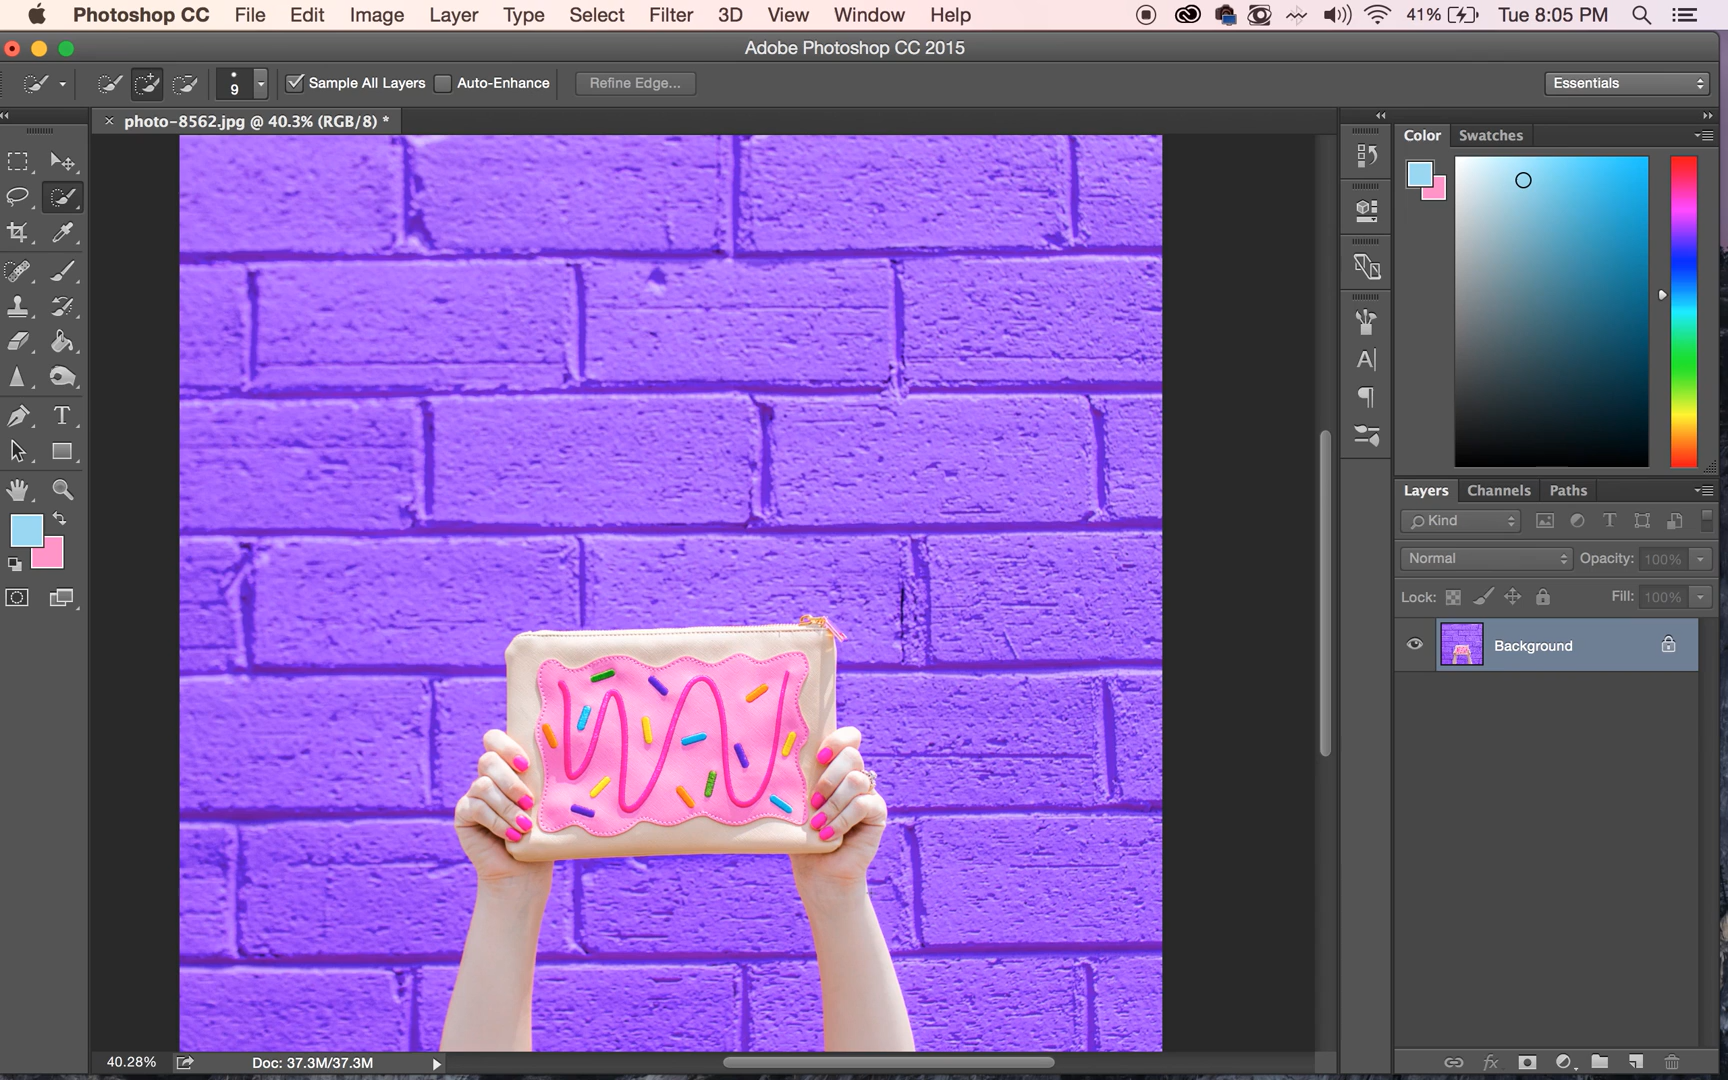 Photoshop CC File Edit Image Layer Type Select Filter 3D View Window Help 41% Tue 8:05 PM
Adobe Photoshop CC 2015
9 Sample All Layers Auto-Enhance Refine Edge... Essentials
× photo-8562.jpg @ 40.3% (RGB/8) *
Color Swatches
Layers Channels Paths
Kind
Normal Opacity: 100%
Lock: Fill: 100%
Background
40.28% Doc: 37.3M/37.3M